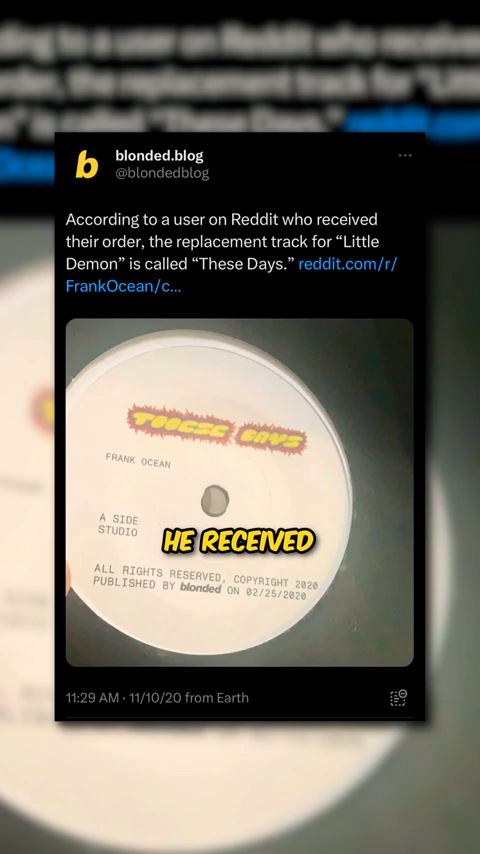 b
blonded.blog
@blondedblog
According to a user on Reddit who received
their order, the replacement track for “Little
Demon” is called “These Days.” reddit.com/r/
FrankOcean/c…
FRANK OCEAN
A SIDE
STUDIO
HE RECEIVED
ALL RIGHTS RESERVED, COPYRIGHT 2020
PUBLISHED BY blonded ON 02/25/2020
11:29 AM · 11/10/20 from Earth